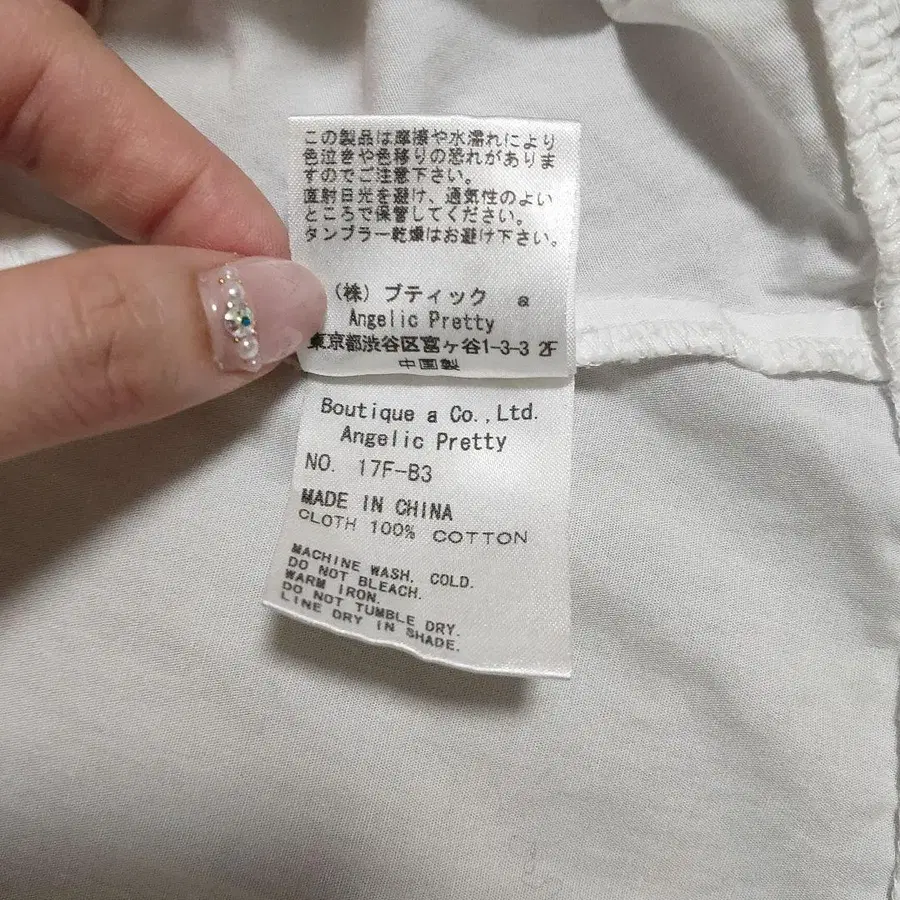 この製品は摩擦や水濡れにより
色泣きや色移りの恐れがありま
すのでご注意下さい。
直射日光を避け、通気性のよい
ところで保管してください。
タンブラー乾燥はお避け下さい。
(株) ブティック a
Angelic Pretty
東京都渋谷区富ヶ谷1-3-3 2F
中国製
Boutique a Co.,Ltd.
Angelic Pretty
NO. 17F-B3
MADE IN CHINA
CLOTH 100% COTTON
MACHINE WASH. COLD.
DO NOT BLEACH.
WARM IRON.
DO NOT TUMBLE DRY.
LINE DRY IN SHADE.